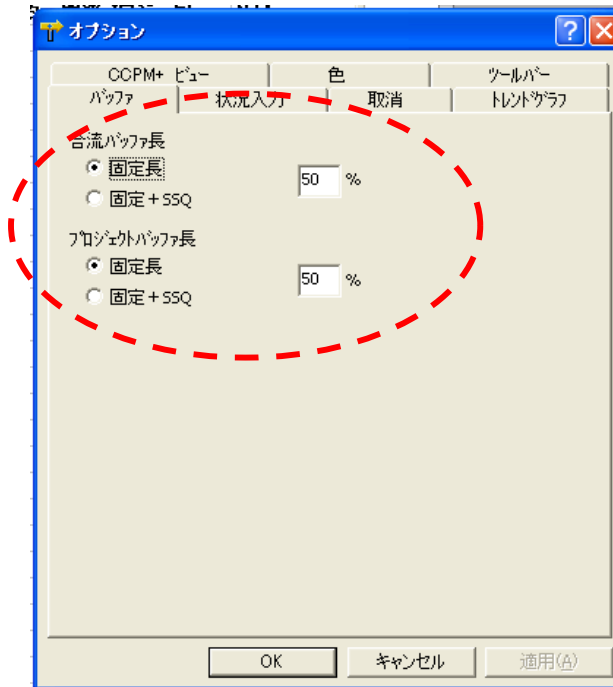 オプション
CCPM+ ﾋﾞｭｰ 色 ﾂｰﾙﾊﾞｰ
ﾊﾞｯﾌｧ 状況入力 取消 ﾄﾚﾝﾄﾞｸﾞﾗﾌ
合流ﾊﾞｯﾌｧ長
固定長
50 %
固定+SSQ
ﾌﾟﾛｼﾞｪｸﾄﾊﾞｯﾌｧ長
固定長
50 %
固定+SSQ
OK キャンセル 適用(A)